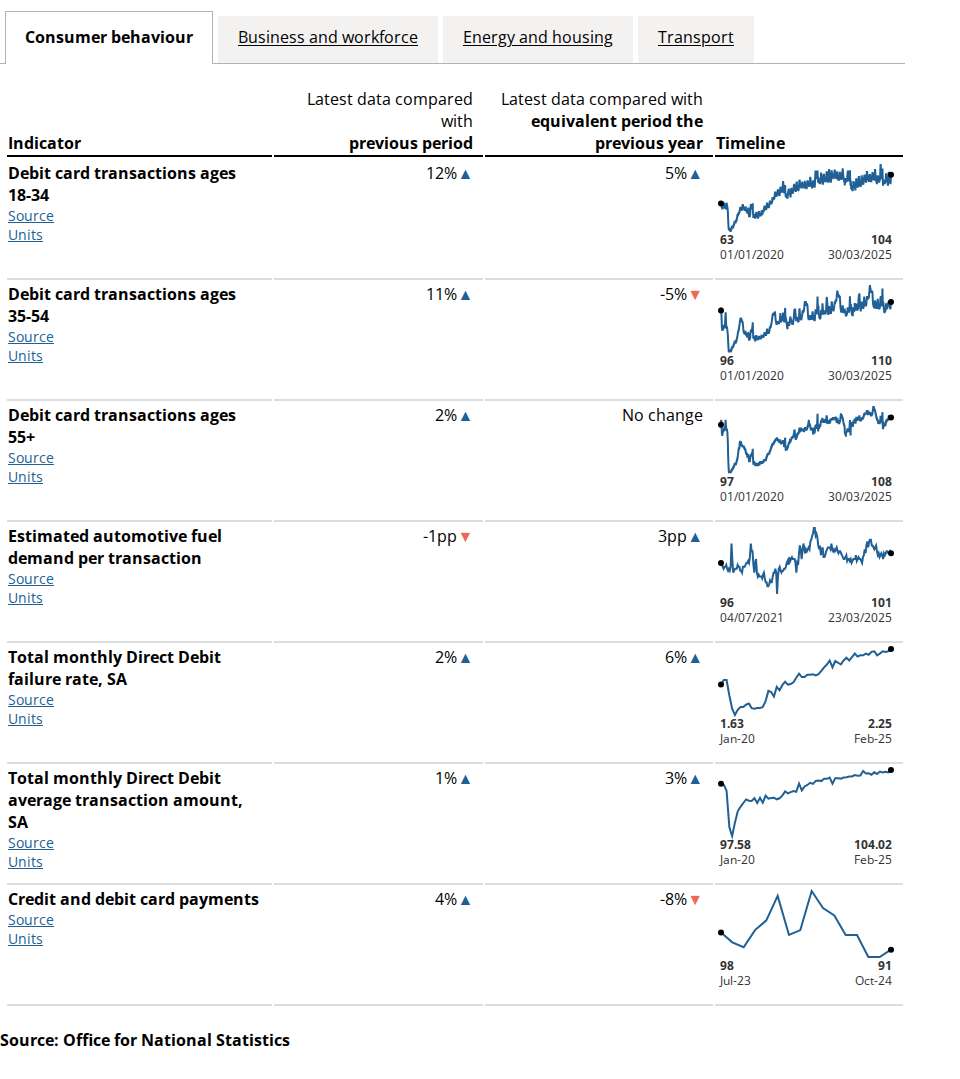 Consumer behaviour
Business and workforce
Energy and housing
Transport
Indicator
Latest data compared
with
previous period
Latest data compared with
equivalent period the
previous year
Timeline
Debit card transactions ages
18-34
Source
Units
12% ▲
5% ▲
63
104
01/01/2020
30/03/2025
Debit card transactions ages
35-54
Source
Units
11% ▲
-5% ▼
96
110
01/01/2020
30/03/2025
Debit card transactions ages
55+
Source
Units
2% ▲
No change
97
108
01/01/2020
30/03/2025
Estimated automotive fuel
demand per transaction
Source
Units
-1pp ▼
3pp ▲
96
101
04/07/2021
23/03/2025
Total monthly Direct Debit
failure rate, SA
Source
Units
2% ▲
6% ▲
1.63
2.25
Jan-20
Feb-25
Total monthly Direct Debit
average transaction amount,
SA
Source
Units
1% ▲
3% ▲
97.58
104.02
Jan-20
Feb-25
Credit and debit card payments
Source
Units
4% ▲
-8% ▼
98
91
Jul-23
Oct-24
Source: Office for National Statistics